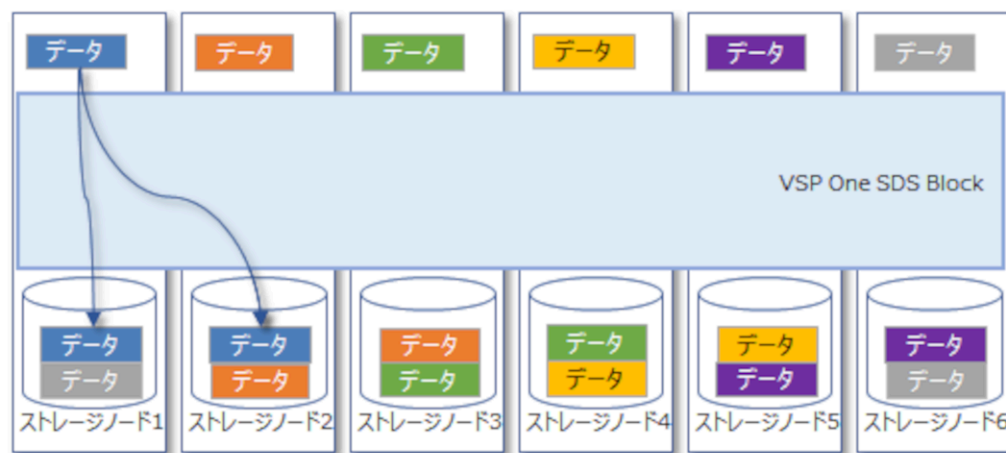 データ データ データ データ データ データ
VSP One SDS Block
データ データ データ データ データ データ
データ データ データ データ データ データ
ストレージノード1 ストレージノード2 ストレージノード3 ストレージノード4 ストレージノード5 ストレージノード6